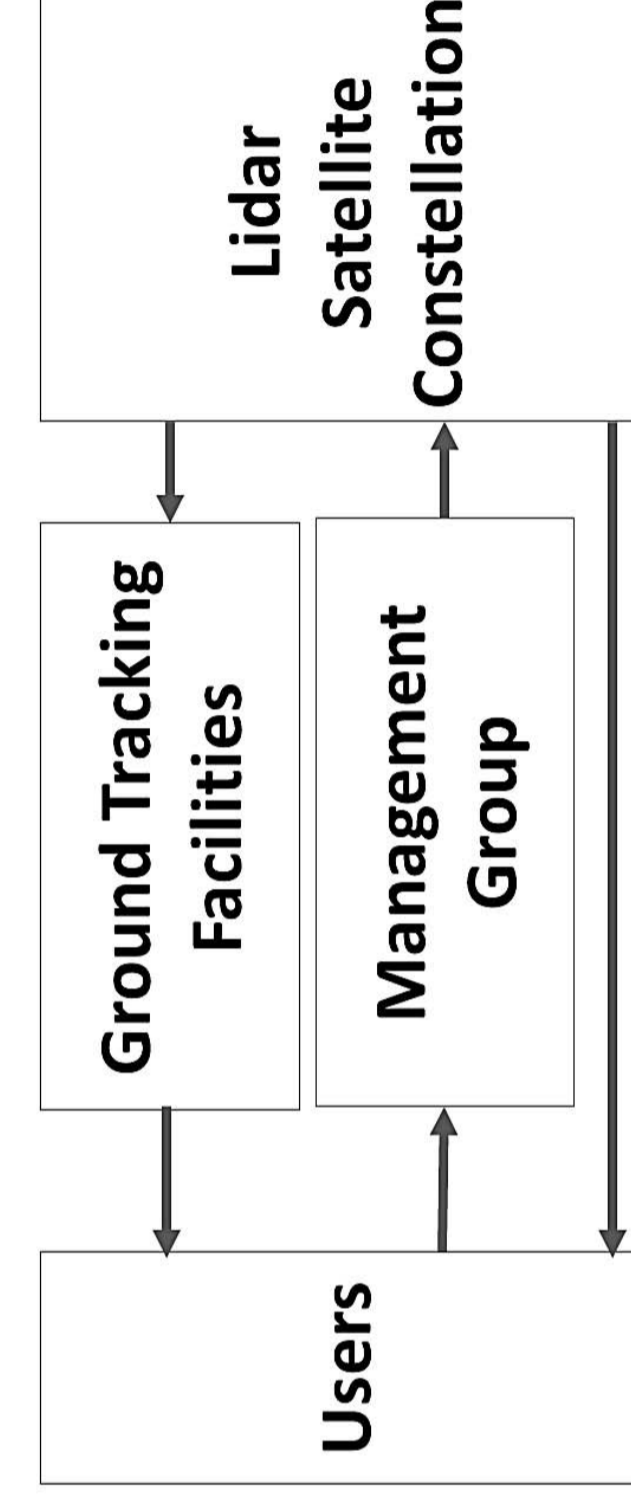 Users
Ground Tracking
Facilities
Management
Group
Lidar
Satellite
Constellation